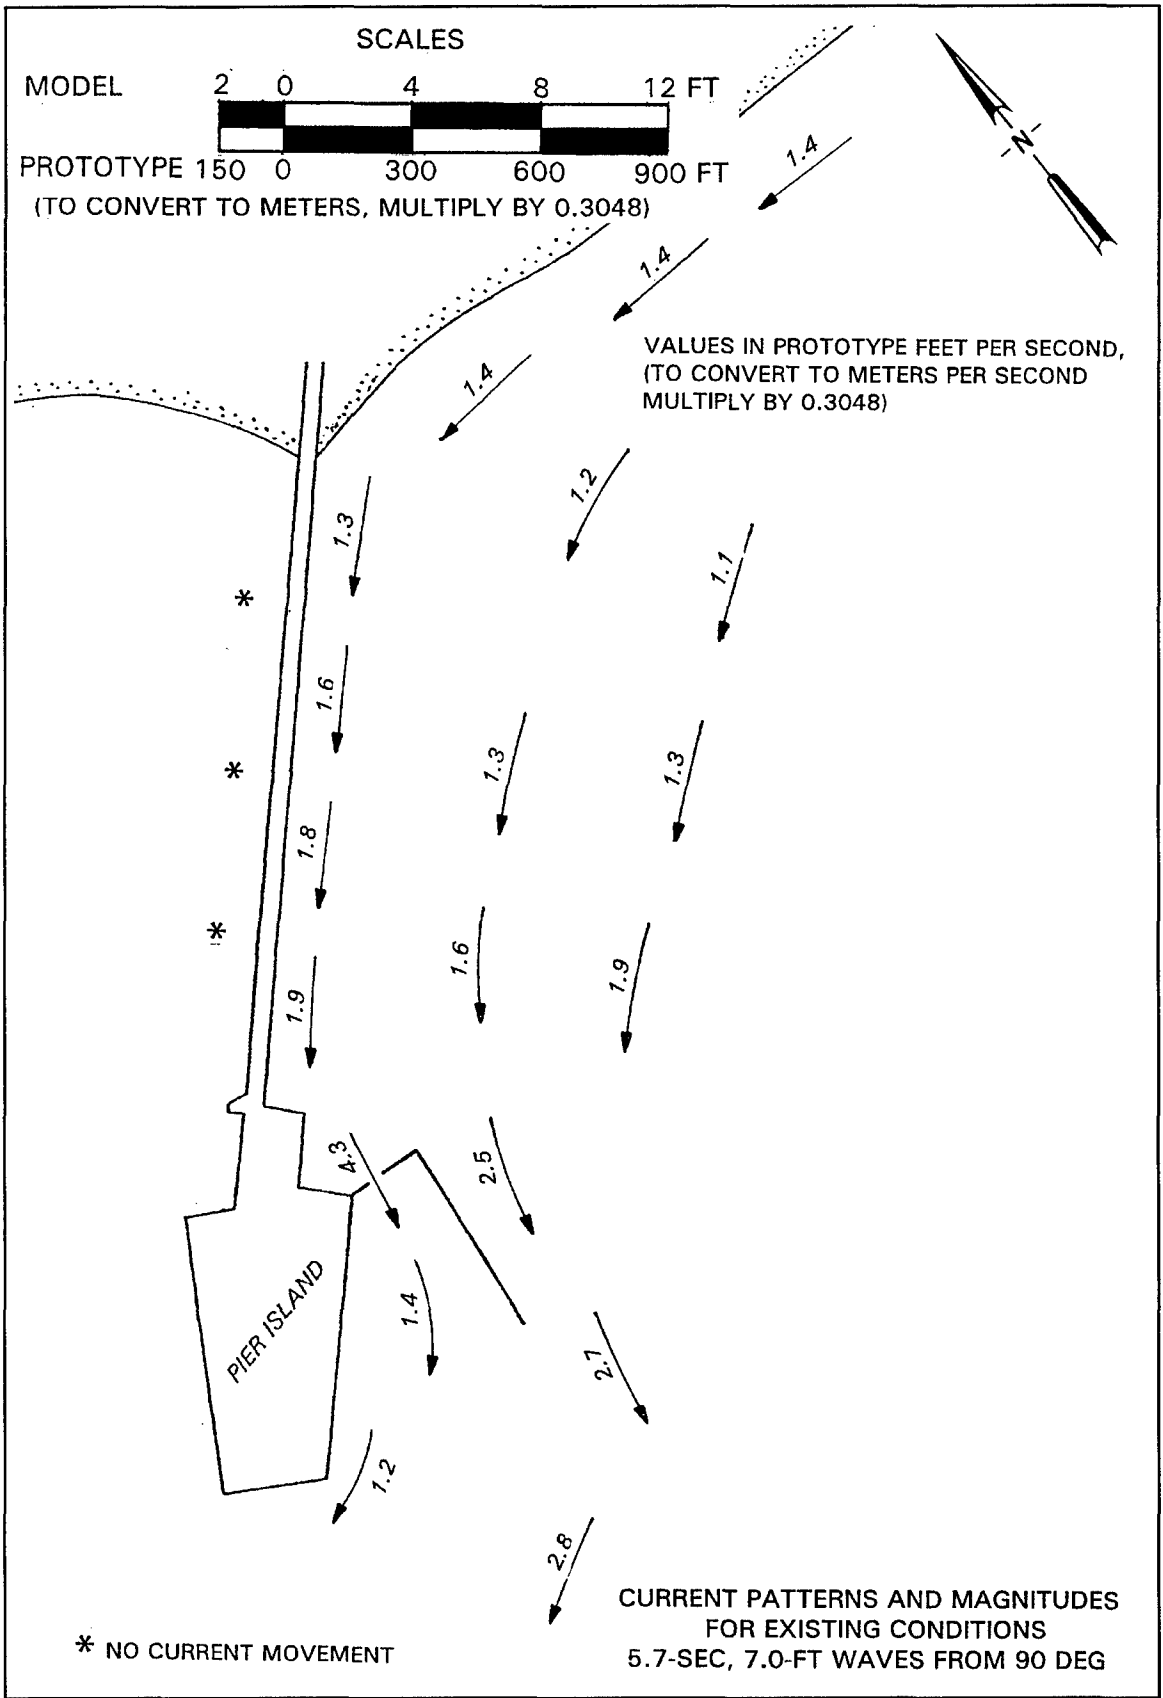 SCALES
MODEL 2 0 4 8 12 FT
PROTOTYPE 150 0 300 600 900 FT
(TO CONVERT TO METERS, MULTIPLY BY 0.3048)
N
1.4
1.4
VALUES IN PROTOTYPE FEET PER SECOND,
(TO CONVERT TO METERS PER SECOND
MULTIPLY BY 0.3048)
1.4
1.2
1.3
1.1
*
1.6
1.3
1.3
*
1.8
*
1.6
1.9
1.9
4.3
2.5
PIER ISLAND
1.4
2.7
1.2
2.8
* NO CURRENT MOVEMENT
CURRENT PATTERNS AND MAGNITUDES
FOR EXISTING CONDITIONS
5.7-SEC, 7.0-FT WAVES FROM 90 DEG